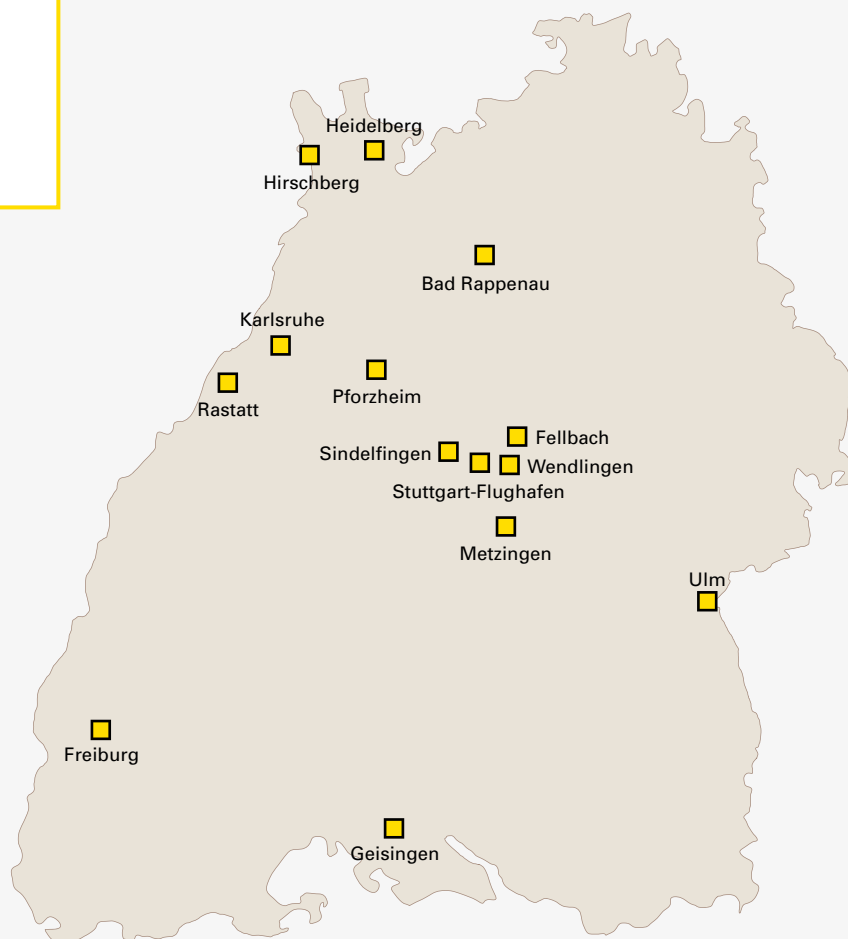 Heidelberg
Hirschberg
Bad Rappenau
Karlsruhe
Pforzheim
Rastatt
Fellbach
Sindelfingen
Wendlingen
Stuttgart-Flughafen
Metzingen
Ulm
Freiburg
Geisingen